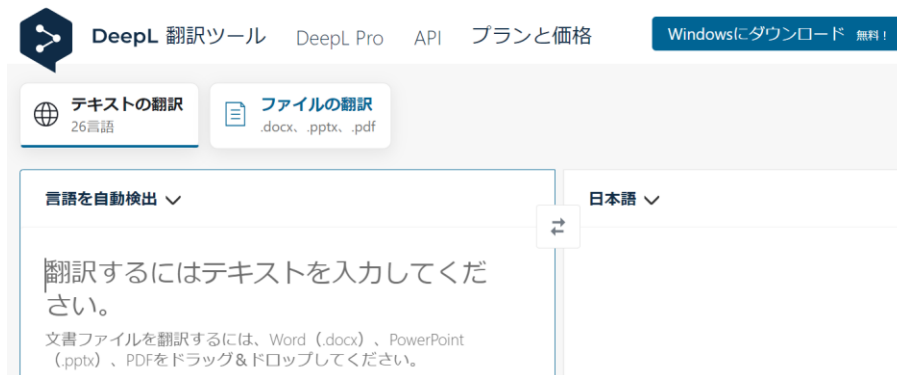 DeepL 翻訳ツール DeepL Pro API プランと価格 Windowsにダウンロード 無料！
テキストの翻訳
26言語
ファイルの翻訳
.docx、.pptx、.pdf
言語を自動検出
日本語
翻訳するにはテキストを入力してくだ
さい。
文書ファイルを翻訳するには、Word（.docx）、PowerPoint
（.pptx）、PDFをドラッグ＆ドロップしてください。